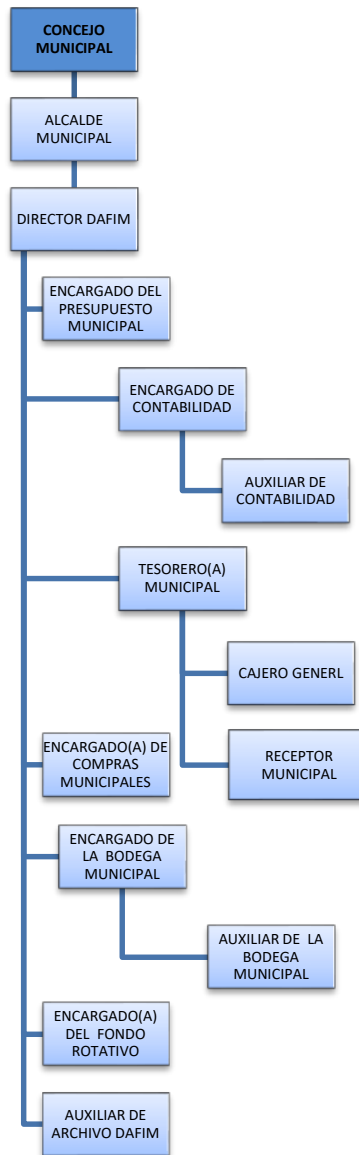 CONCEJO
MUNICIPAL
ALCALDE
MUNICIPAL
DIRECTOR DAFIM
ENCARGADO DEL
PRESUPUESTO
MUNICIPAL
ENCARGADO DE
CONTABILIDAD
AUXILIAR DE
CONTABILIDAD
TESORERO(A)
MUNICIPAL
CAJERO GENERL
RECEPTOR
MUNICIPAL
ENCARGADO(A) DE
COMPRAS
MUNICIPALES
ENCARGADO DE
LA BODEGA
MUNICIPAL
AUXILIAR DE LA
BODEGA
MUNICIPAL
ENCARGADO(A)
DEL FONDO
ROTATIVO
AUXILIAR DE
ARCHIVO DAFIM